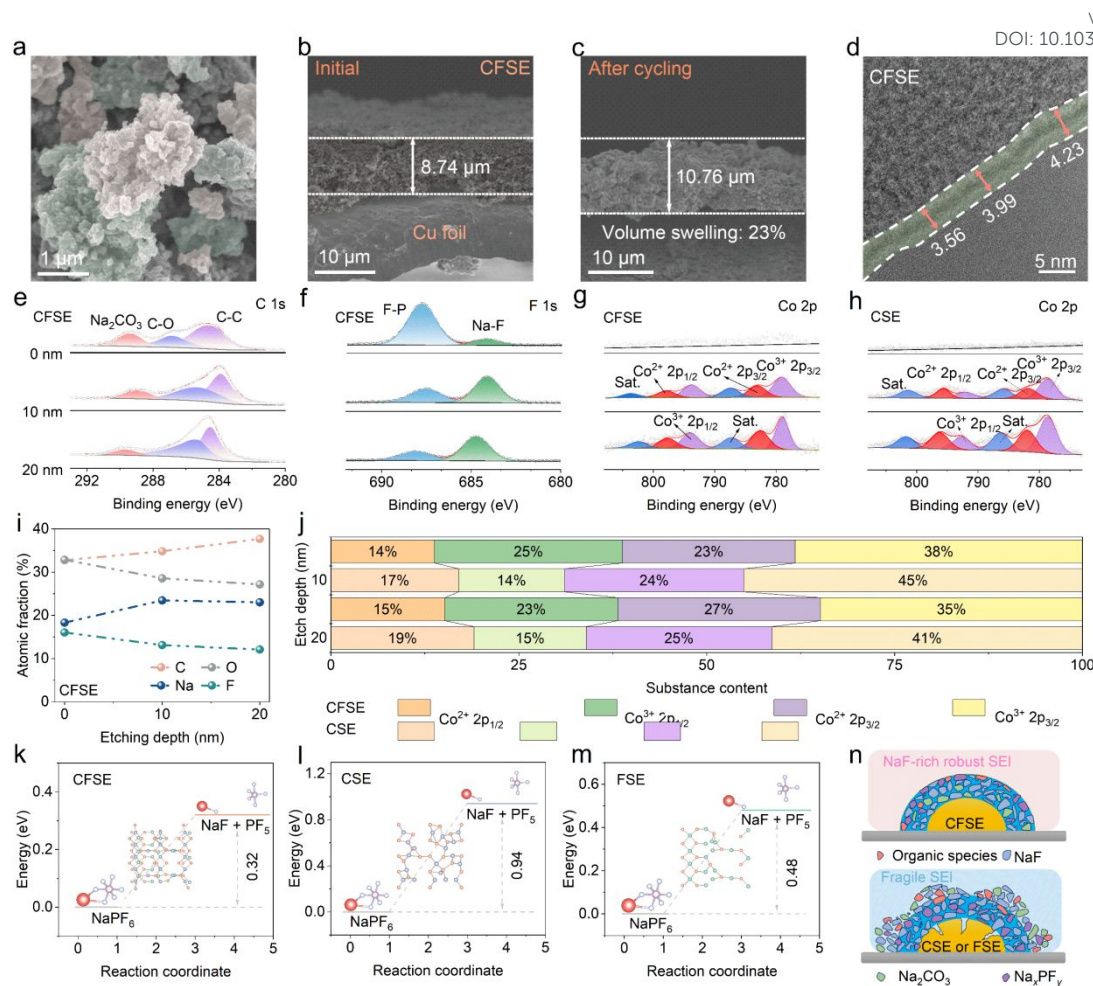 DOI: 10.103
a
1 μm
b
Initial
CFSE
8.74 μm
Cu foil
10 μm
c
After cycling
10.76 μm
Volume swelling: 23%
10 μm
d
CFSE
3.56
3.99
4.23
5 nm
e
CFSE
C 1s
Na2CO3
C-O
C-C
0 nm
10 nm
20 nm
292 288 284 280
Binding energy (eV)
f
CFSE
F 1s
F-P
Na-F
690 685 680
Binding energy (eV)
g
CFSE
Co 2p
Sat.
Co2+ 2p1/2
Co2+ 2p3/2
Co3+ 2p3/2
Co3+ 2p1/2
Sat.
800 790 780
Binding energy (eV)
h
CSE
Co 2p
Sat.
Co2+ 2p1/2
Co2+ 2p3/2
Co3+ 2p3/2
Co3+ 2p1/2
Sat.
800 790 780
Binding energy (eV)
i
Atomic fraction (%)
40
30
20
10
0
C O
Na F
CFSE
0 10 20
Etching depth (nm)
j
Etch depth (nm)
10
20
14% 25% 23% 38%
17% 14% 24% 45%
15% 23% 27% 35%
19% 15% 25% 41%
0 25 50 75 100
Substance content
CFSE
CSE
Co2+ 2p1/2
Co3+ 2p1/2
Co2+ 2p3/2
Co3+ 2p3/2
k
CFSE
Energy (eV)
0.4
0.2
0.0
NaPF6
NaF + PF5
0.32
0 1 2 3 4 5
Reaction coordinate
l
CSE
Energy (eV)
1.2
0.8
0.4
0.0
NaPF6
NaF + PF5
0.94
0 1 2 3 4 5
Reaction coordinate
m
FSE
Energy (eV)
0.6
0.4
0.2
0.0
NaPF6
NaF + PF5
0.48
0 1 2 3 4 5
Reaction coordinate
n
NaF-rich robust SEI
CFSE
Organic species NaF
Fragile SEI
CSE or FSE
Na2CO3 NaxPFy